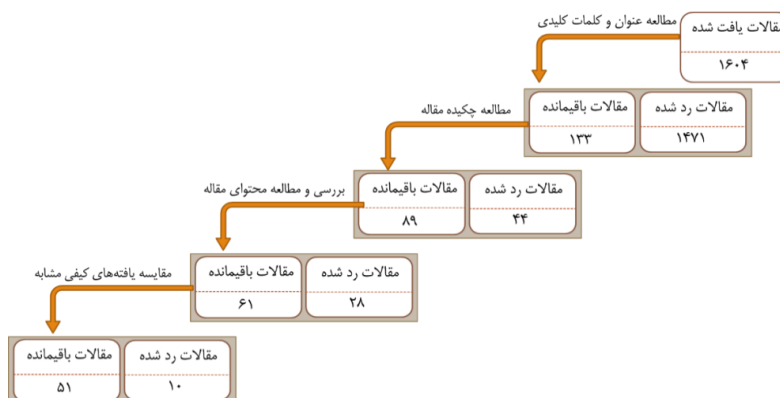 مقالات یافت شده
۱۶۰۴
مطالعه عنوان و کلمات کلیدی
مقالات رد شده
۱۴۷۱
مقالات باقیمانده
۱۳۳
مطالعه چکیده مقاله
مقالات رد شده
۴۴
مقالات باقیمانده
۸۹
بررسی و مطالعه محتوای مقاله
مقالات رد شده
۲۸
مقالات باقیمانده
۶۱
مقایسه یافته‌های کیفی مشابه
مقالات رد شده
۱۰
مقالات باقیمانده
۵۱